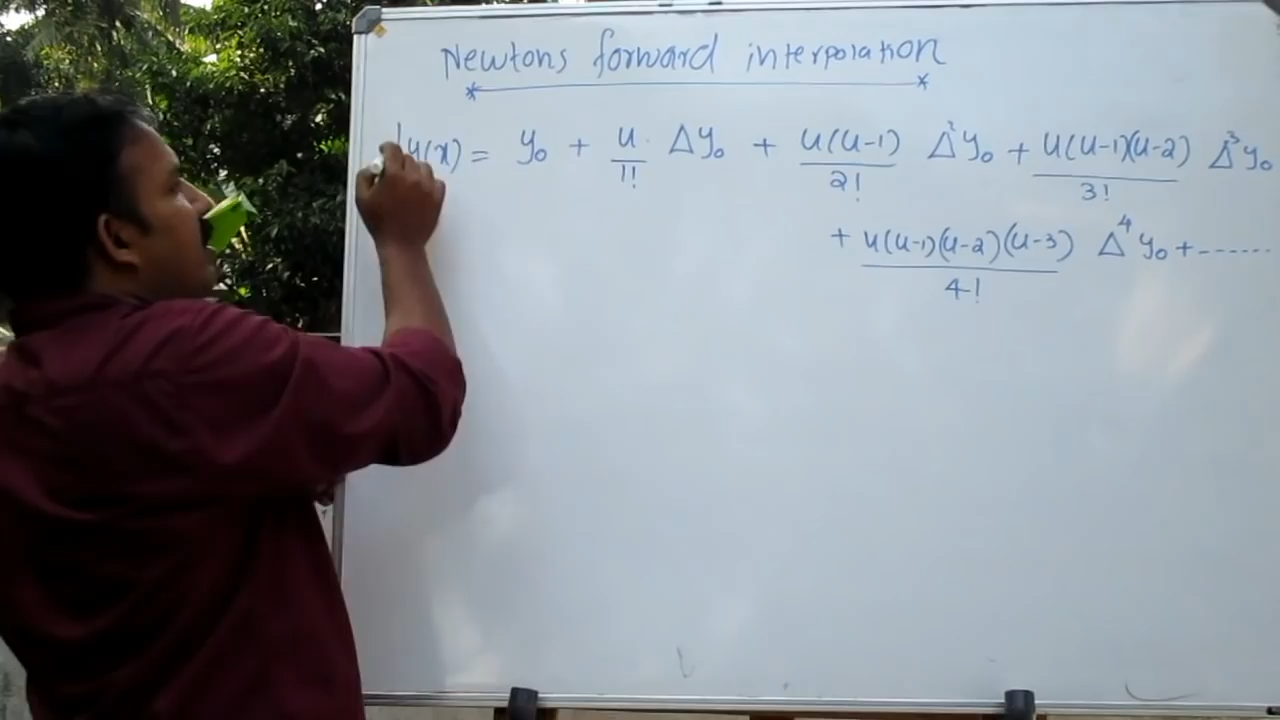 Newtons forward interpolation
y(x) = y₀ + u/1! · Δy₀ + u(u-1)/2! Δ²y₀ + u(u-1)(u-2)/3! Δ³y₀
+ u(u-1)(u-2)(u-3)/4! Δ⁴y₀ + ------